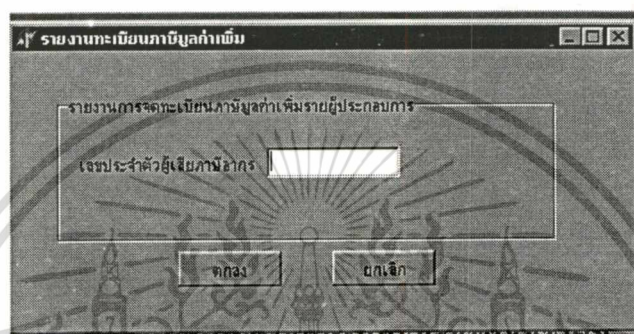 รายงานทะเบียนภาษีมูลค่าเพิ่ม
รายงานการจดทะเบียนภาษีมูลค่าเพิ่มรายผู้ประกอบการ
เลขประจำตัวผู้เสียภาษีอากร
ตกลง ยกเลิก